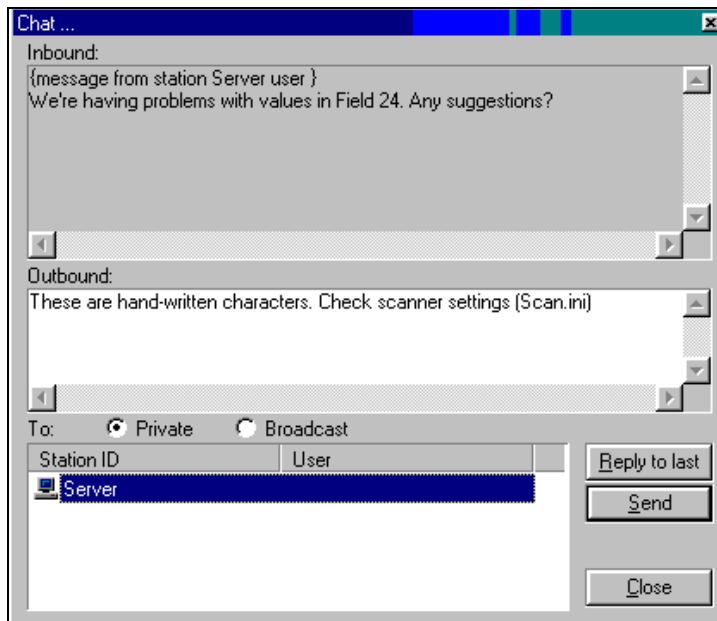 Chat ...
Inbound:
{message from station Server user }
We're having problems with values in Field 24. Any suggestions?
Outbound:
These are hand-written characters. Check scanner settings (Scan.ini)
To: Private Broadcast
Station ID User
Server
Reply to last
Send
Close